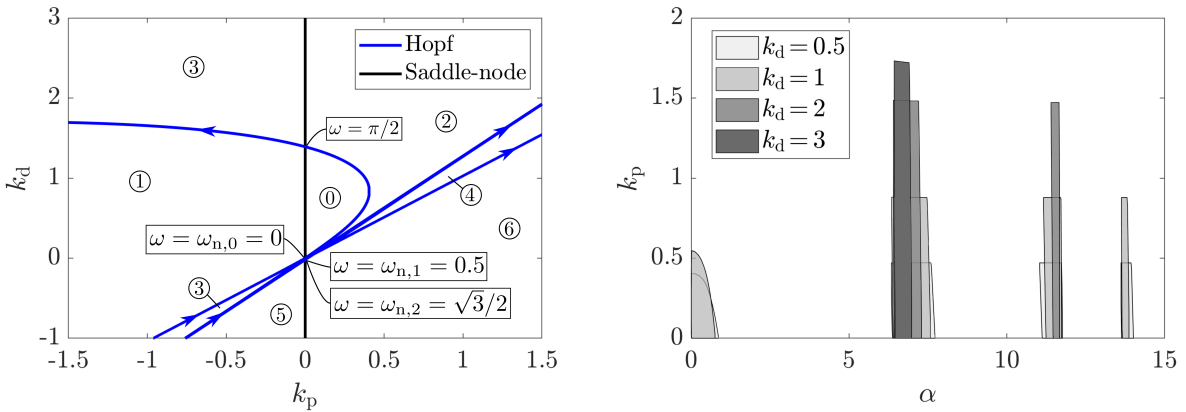 3
2
1
0
-1
k_d
-1.5 -1 -0.5 0 0.5 1 1.5
k_p
Hopf
Saddle-node
③
②
ω = π/2
①
⓪
④
⑥
ω = ω_{n,0} = 0
ω = ω_{n,1} = 0.5
ω = ω_{n,2} = √3/2
③
⑤
2
1.5
1
0.5
0
k_p
0 5 10 15
α
k_d = 0.5
k_d = 1
k_d = 2
k_d = 3